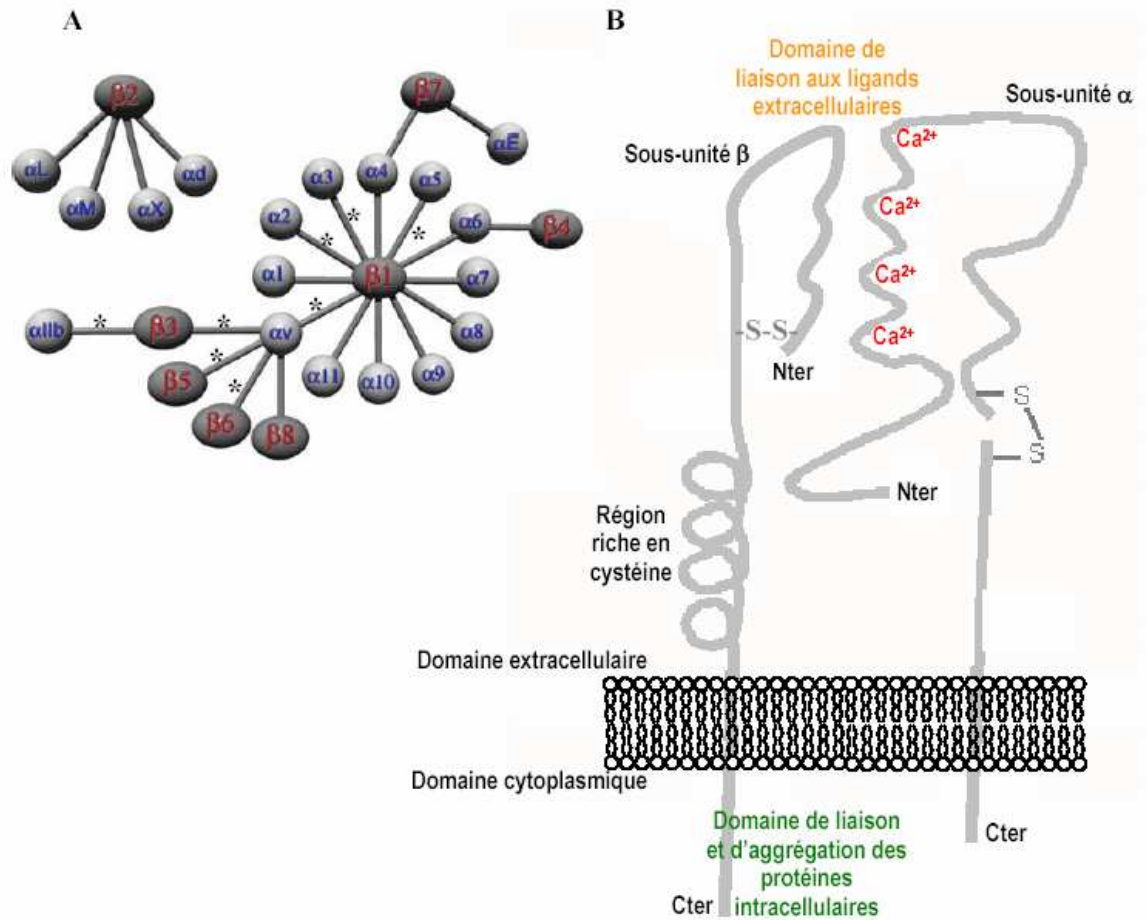 A
β2
αL
αM
αX
αd
β7
αE
α3
α4
α5
α2
α6
β4
*
*
*
*
α1
β1
α7
αIIb
*
β3
*
αv
α8
*
β5
*
β6
β8
α11
α10
α9
B
Domaine de
liaison aux ligands
extracellulaires
Sous-unité α
Sous-unité β
Ca²⁺
Ca²⁺
Ca²⁺
Ca²⁺
-S-S-
Nter
S
S
Nter
Région
riche en
cystéine
Domaine extracellulaire
Domaine cytoplasmique
Domaine de liaison
et d'aggrégation des
protéines
intracellulaires
Cter
Cter